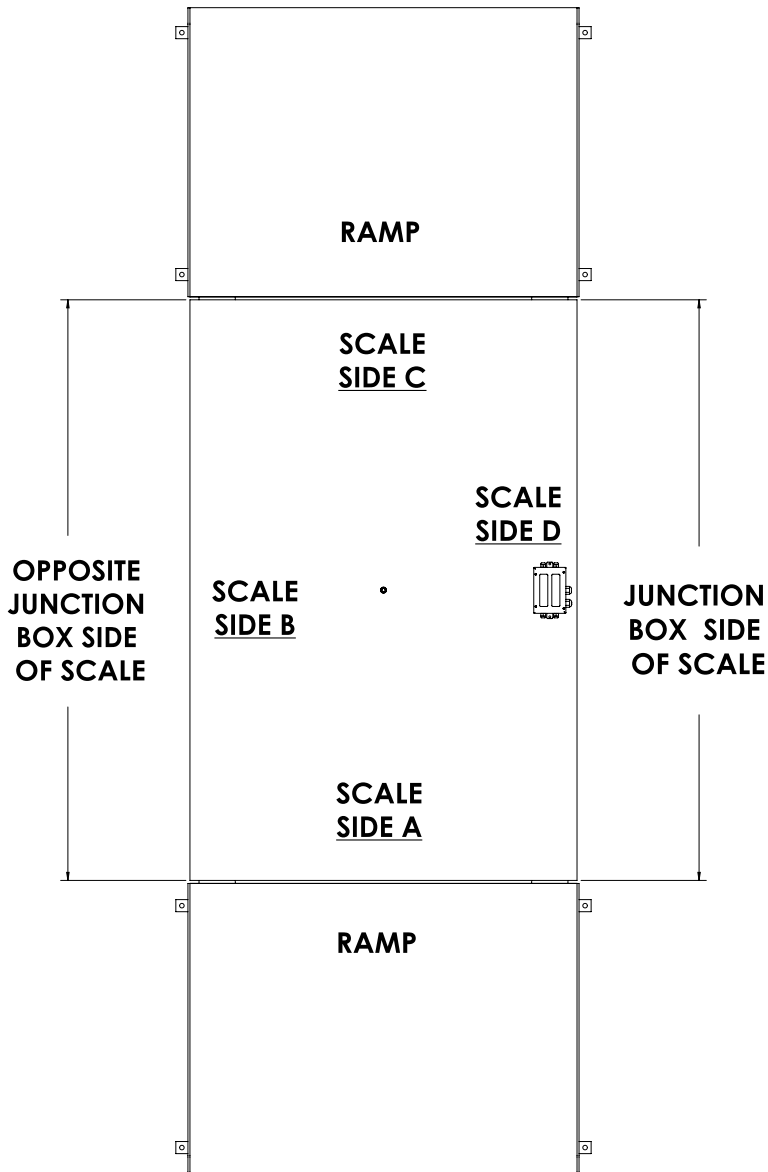 RAMP
SCALE
SIDE C
SCALE
SIDE D
OPPOSITE
JUNCTION
BOX SIDE
OF SCALE
SCALE
SIDE B
JUNCTION
BOX SIDE
OF SCALE
SCALE
SIDE A
RAMP